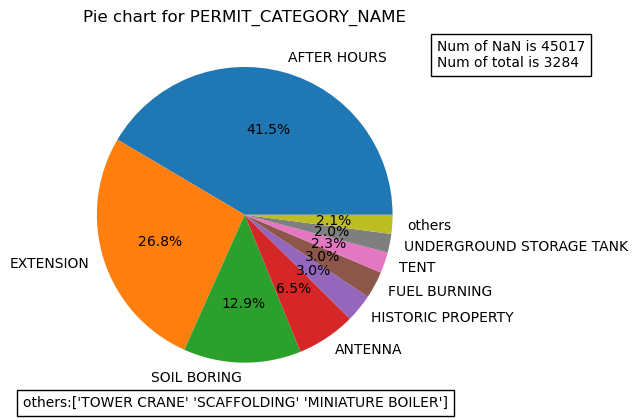 Pie chart for PERMIT_CATEGORY_NAME
Num of NaN is 45017
Num of total is 3284
AFTER HOURS
41.5%
EXTENSION
26.8%
SOIL BORING
12.9%
ANTENNA
6.5%
HISTORIC PROPERTY
3.0%
FUEL BURNING
3.0%
TENT
2.3%
UNDERGROUND STORAGE TANK
2.0%
others
2.1%
others:['TOWER CRANE' 'SCAFFOLDING' 'MINIATURE BOILER']